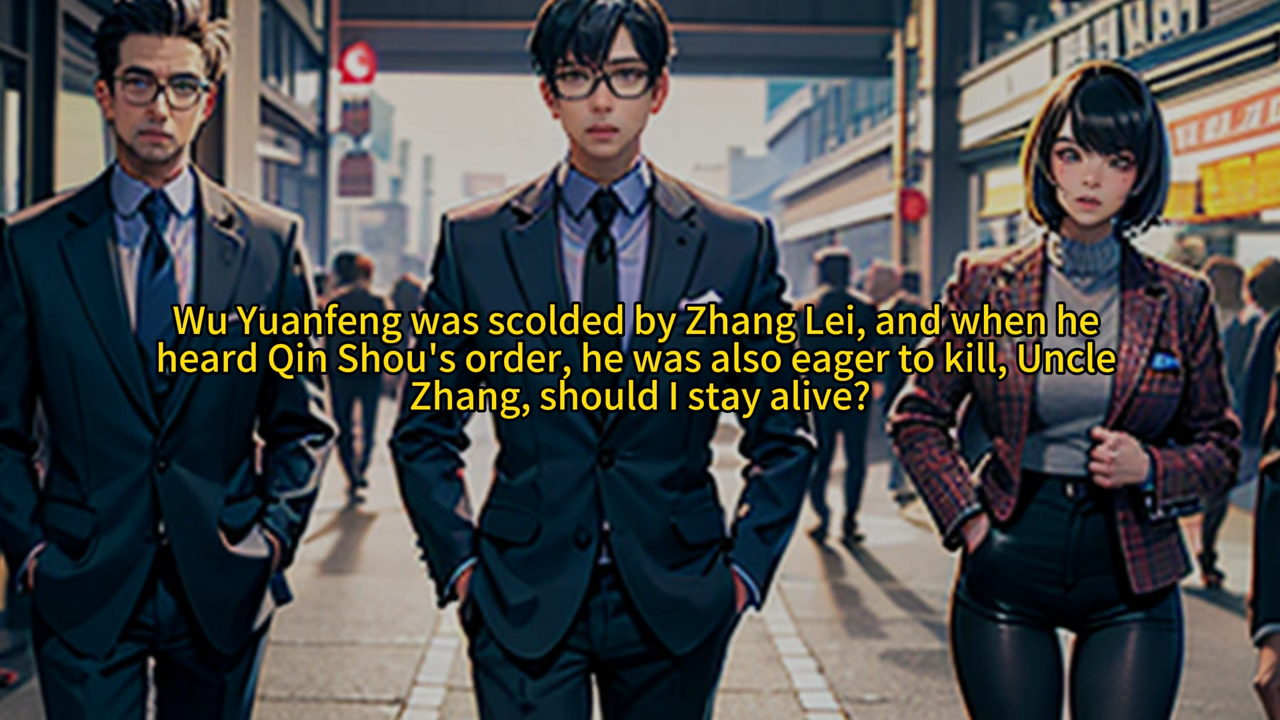 Wu Yuanfeng was scolded by Zhang Lei, and when he
heard Qin Shou's order, he was also eager to kill, Uncle
Zhang, should I stay alive?